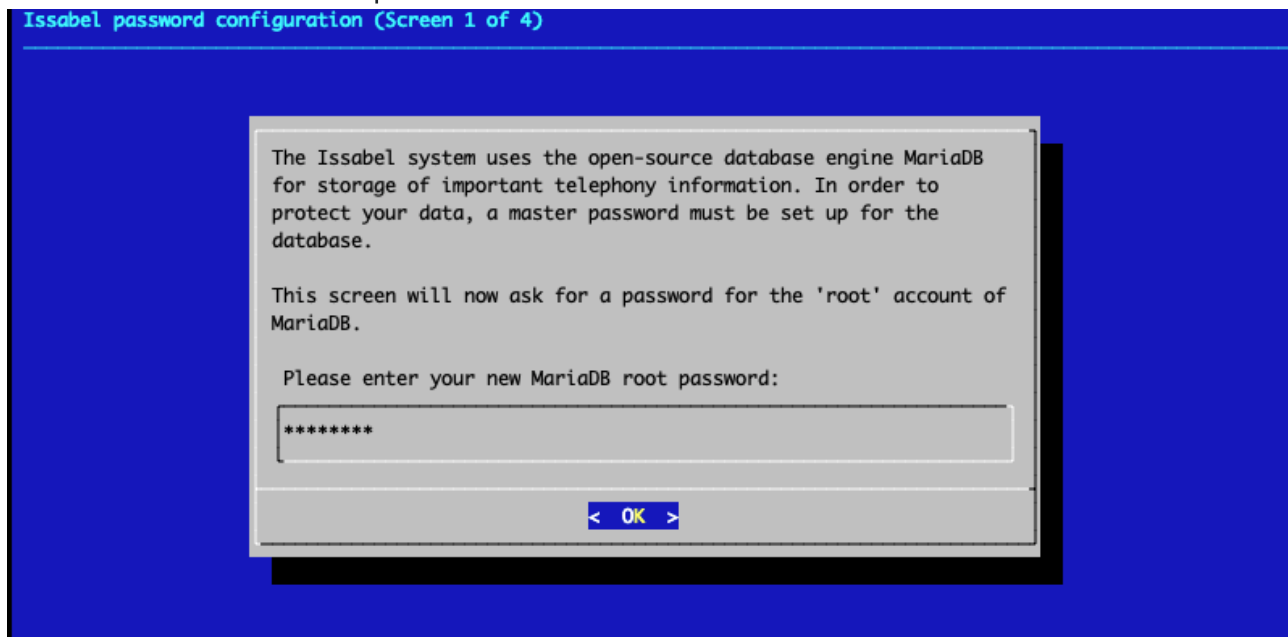 Issabel password configuration (Screen 1 of 4)
The Issabel system uses the open-source database engine MariaDB
for storage of important telephony information. In order to
protect your data, a master password must be set up for the
database.
This screen will now ask for a password for the 'root' account of
MariaDB.
Please enter your new MariaDB root password:
********
< OK >